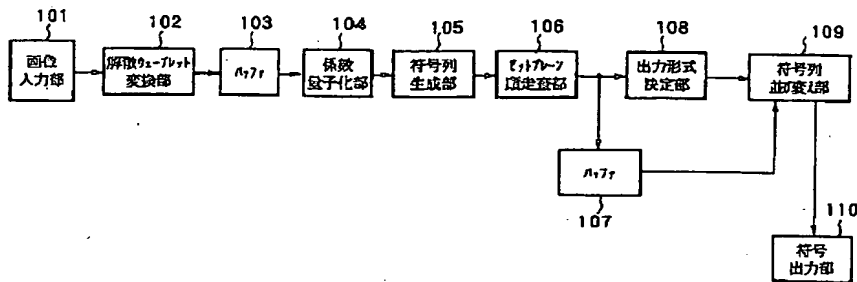 101
画像
入力部
102
離散ウェーブレット
変換部
103
バッファ
104
係数
量子化部
105
符号列
生成部
106
ビットプレーン
順走査部
108
出力形式
決定部
109
符号列
並び変え部
バッファ
107
110
符号
出力部